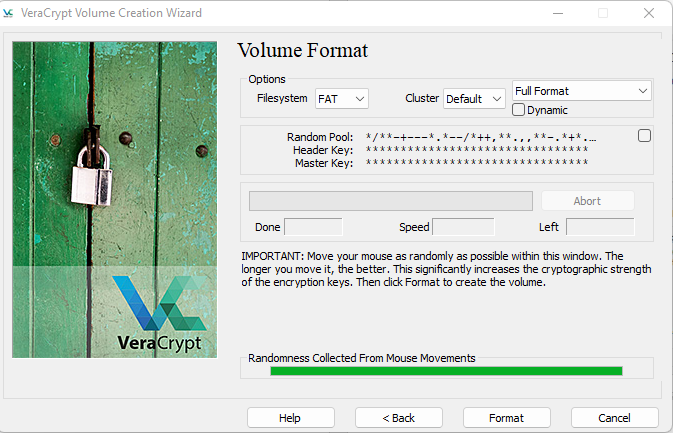 VeraCrypt Volume Creation Wizard
Volume Format
Options
Filesystem FAT Cluster Default Full Format
Dynamic
Random Pool: */**-+---*.*--/*++,**.,,**-.*+*.…
Header Key: ********************************
Master Key: ********************************
Abort
Done Speed Left
IMPORTANT: Move your mouse as randomly as possible within this window. The
longer you move it, the better. This significantly increases the cryptographic strength
of the encryption keys. Then click Format to create the volume.
VeraCrypt
Randomness Collected From Mouse Movements
Help < Back Format Cancel